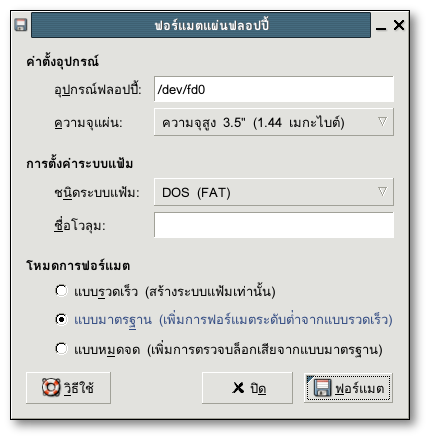 ฟอร์แมตแผ่นฟลอปปี้
ค่าตั้งอุปกรณ์
อุปกรณ์ฟลอปปี้: /dev/fd0
ความจุแผ่น: ความจุสูง 3.5" (1.44 เมกะไบต์)
การตั้งค่าระบบแฟ้ม
ชนิดระบบแฟ้ม: DOS (FAT)
ชื่อโวลุม:
โหมดการฟอร์แมต
แบบรวดเร็ว (สร้างระบบแฟ้มเท่านั้น)
แบบมาตรฐาน (เพิ่มการฟอร์แมตระดับต่ำจากแบบรวดเร็ว)
แบบหมดจด (เพิ่มการตรวจบล็อกเสียจากแบบมาตรฐาน)
วิธีใช้ ปิด ฟอร์แมต